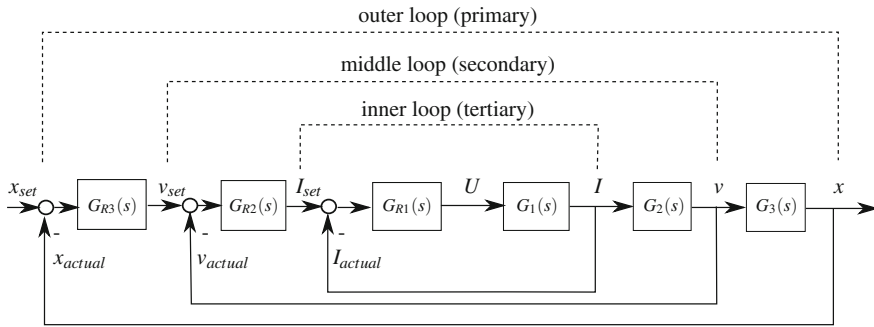 outer loop (primary)
middle loop (secondary)
inner loop (tertiary)
x_set G_R3(s) v_set G_R2(s) I_set G_R1(s) U G_1(s) I G_2(s) v G_3(s) x
- - -
x_actual v_actual I_actual